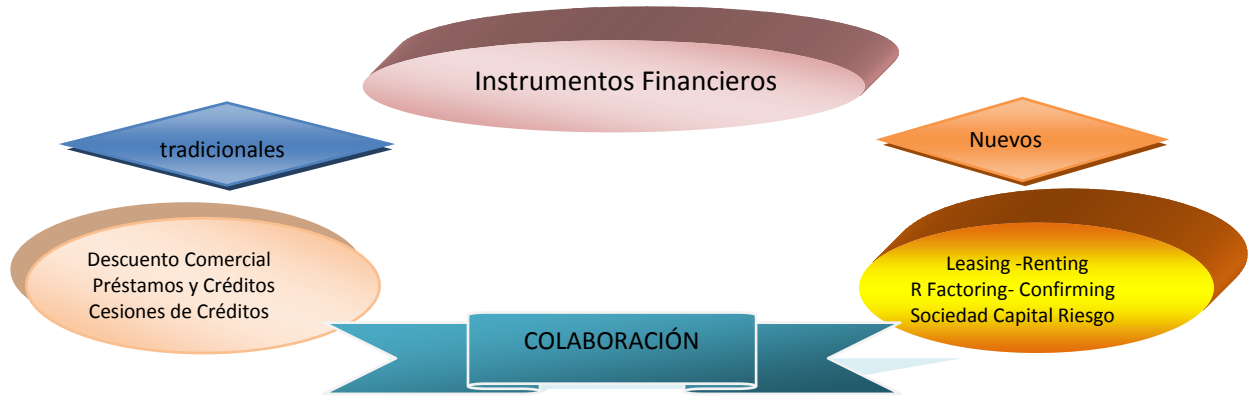 Instrumentos Financieros
tradicionales
Nuevos
Descuento Comercial
Préstamos y Créditos
Cesiones de Créditos
Leasing -Renting
R Factoring- Confirming
Sociedad Capital Riesgo
COLABORACIÓN